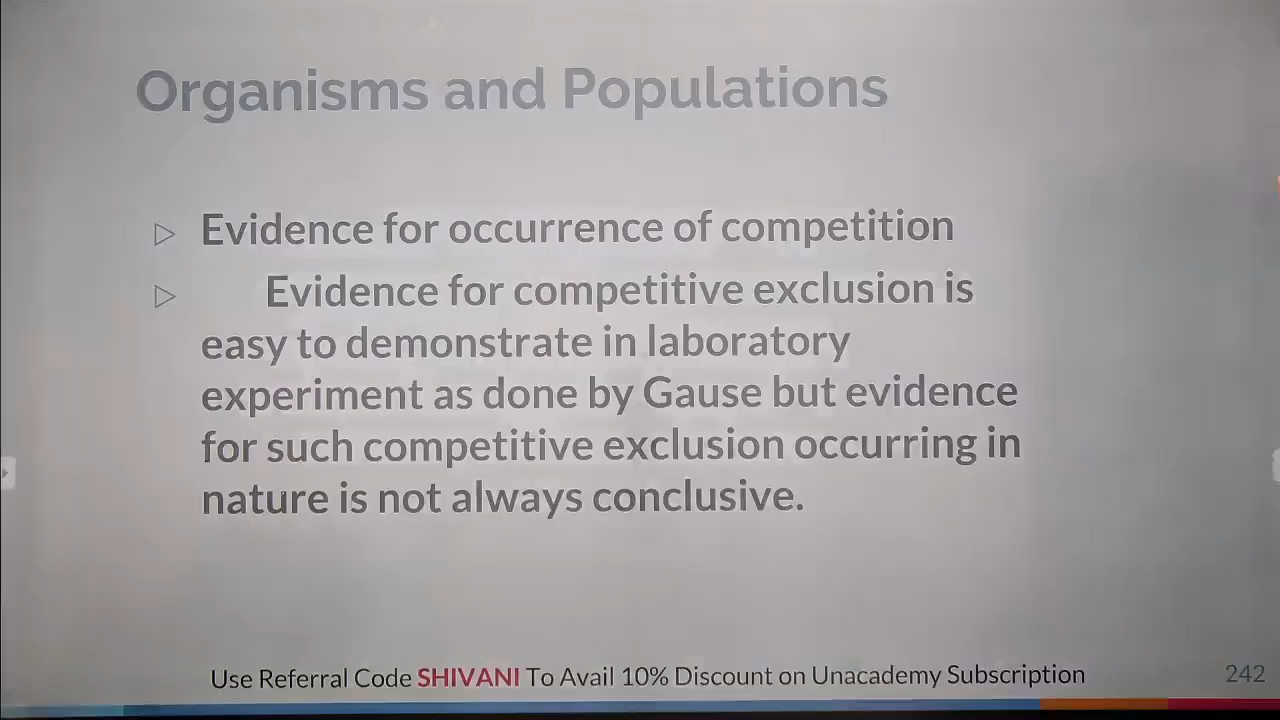 Organisms and Populations
Evidence for occurrence of competition
Evidence for competitive exclusion is
easy to demonstrate in laboratory
experiment as done by Gause but evidence
for such competitive exclusion occurring in
nature is not always conclusive.
Use Referral Code SHIVANI To Avail 10% Discount on Unacademy Subscription
242